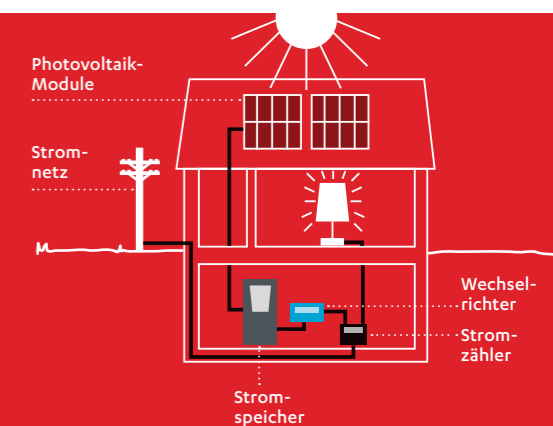 Photovoltaik-
Module
Strom-
netz
Wechsel-
richter
Strom-
zähler
Strom-
speicher